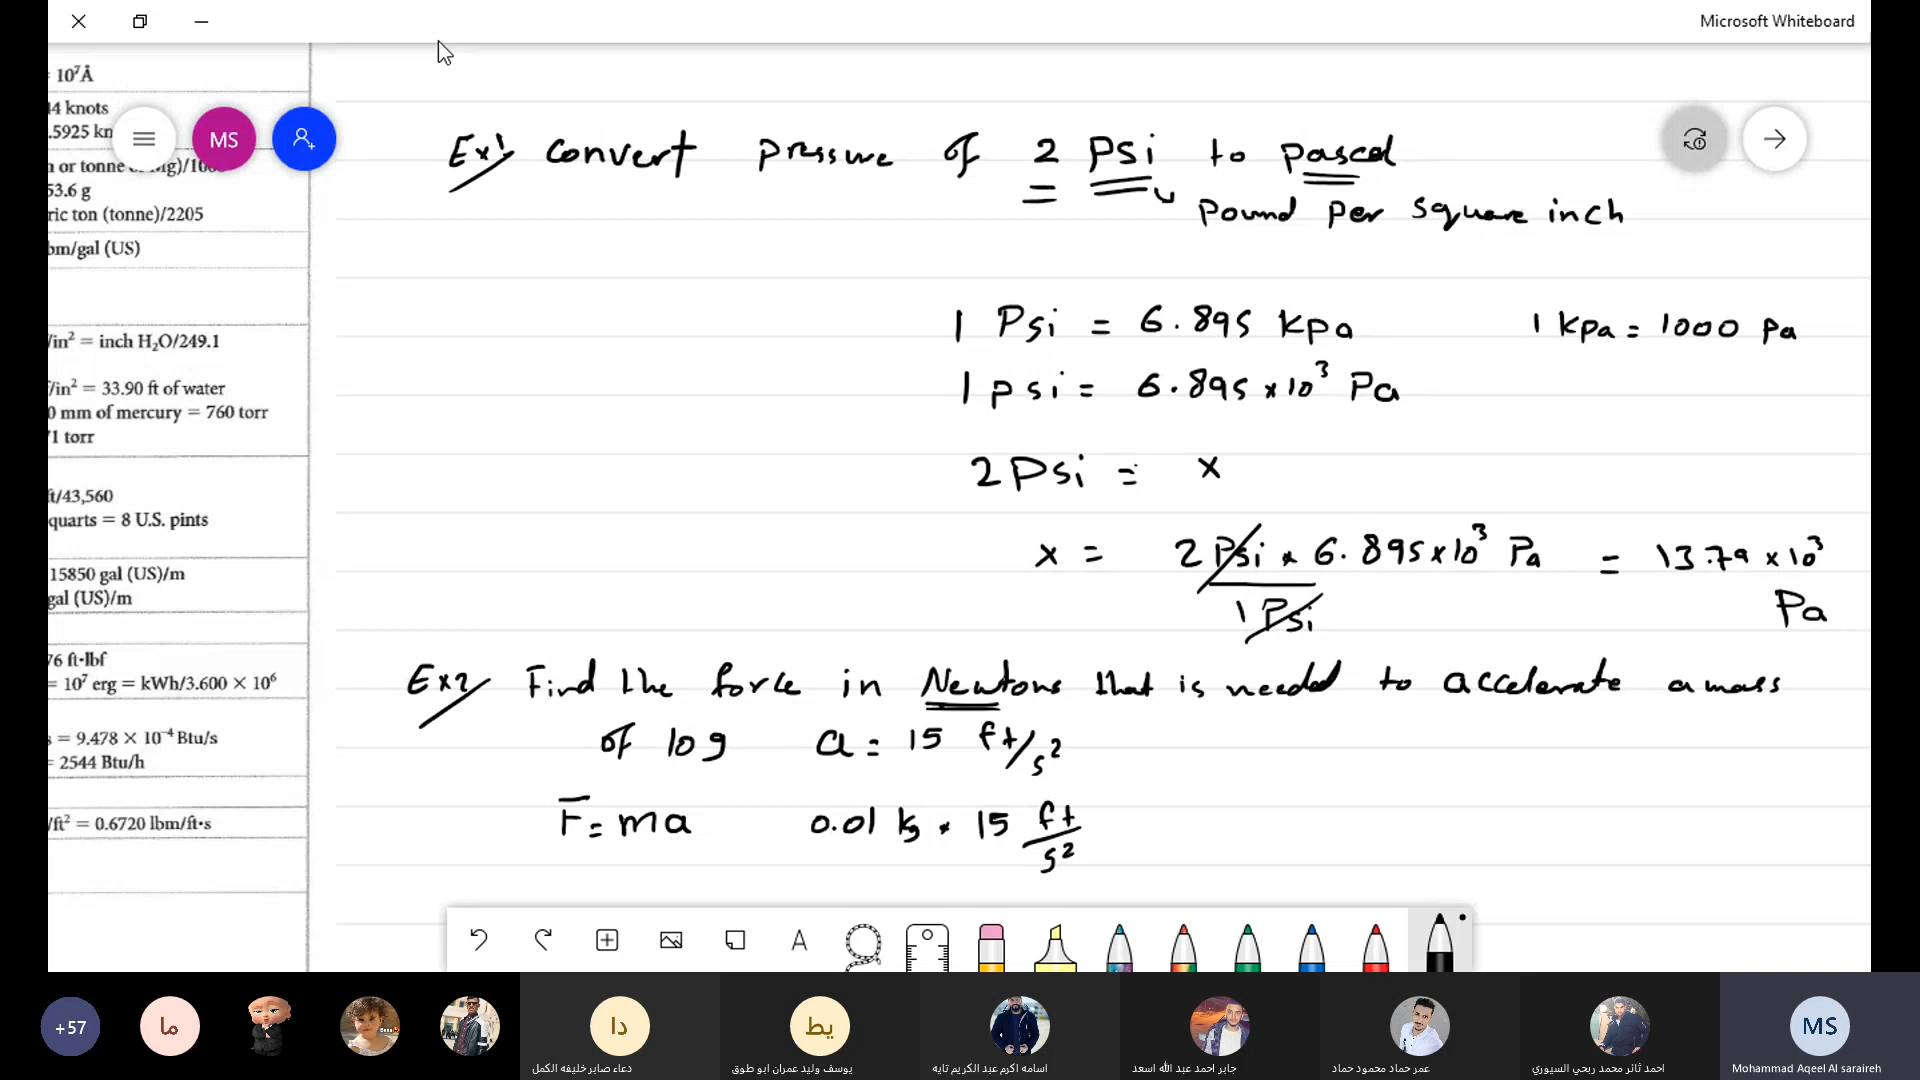 Microsoft Whiteboard
= 10⁷Å
14 knots
.5925 kn
MS
53.6 g
ric ton (tonne)/2205
bm/gal (US)
/in² = inch H₂O/249.1
/in² = 33.90 ft of water
0 mm of mercury = 760 torr
1 torr
t/43,560
quarts = 8 U.S. pints
15850 gal (US)/m
gal (US)/m
76 ft·lbf
= 10⁷ erg = kWh/3.600 × 10⁶
s = 9.478 × 10⁻⁴ Btu/s
= 2544 Btu/h
/ft² = 0.6720 lbm/ft·s
Ex1/ Convert pressure of 2 Psi to pascal
pound per square inch
1 Psi = 6.895 kpa
1 kpa = 1000 pa
1 psi = 6.895 × 10³ Pa
2 Psi = x
x = 2 Psi * 6.895 × 10³ Pa / 1 Psi = 13.79 × 10³ Pa
Ex2/ Find the force in Newtons that is needed to accelerate a mass
of 10 g a = 15 ft/s²
F = ma 0.01 kg * 15 ft/s²
+57
ما
دا
يط
MS
دعاء صابر خليفه الكمل
يوسف وليد عمران ابو طوق
اسامه اكرم عبد الكريم تايه
جابر احمد عبد الله اسعد
عمر حماد محمود حماد
احمد ثائر محمد ربحي السيوري
Mohammad Aqeel Al saraireh